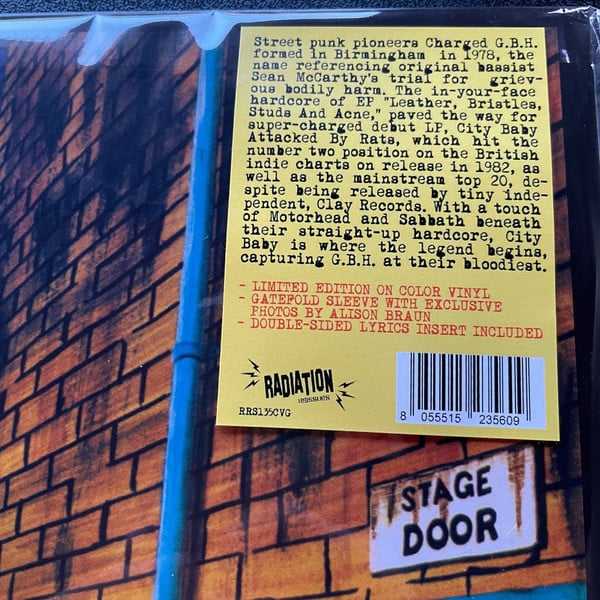 Street punk pioneers Charged G.B.H.
formed in Birmingham in 1978, the
name referencing original bassist
Sean McCarthy's trial for griev-
ous bodily harm. The in-your-face
hardcore of EP "Leather, Bristles,
Studs And Acne," paved the way for
super-charged debut LP, City Baby
Attacked By Rats, which hit the
number two position on the British
indie charts on release in 1982, as
well as the mainstream top 20, de-
spite being released by tiny inde-
pendent, Clay Records. With a touch
of Motorhead and Sabbath beneath
their straight-up hardcore, City
Baby is where the legend begins,
capturing G.B.H. at their bloodiest.
- LIMITED EDITION ON COLOR VINYL
- GATEFOLD SLEEVE WITH EXCLUSIVE
PHOTOS BY ALISON BRAUN
- DOUBLE-SIDED LYRICS INSERT INCLUDED
RADIATION
REISSUES
RRS135CVG
8 055515 235609
STAGE
DOOR